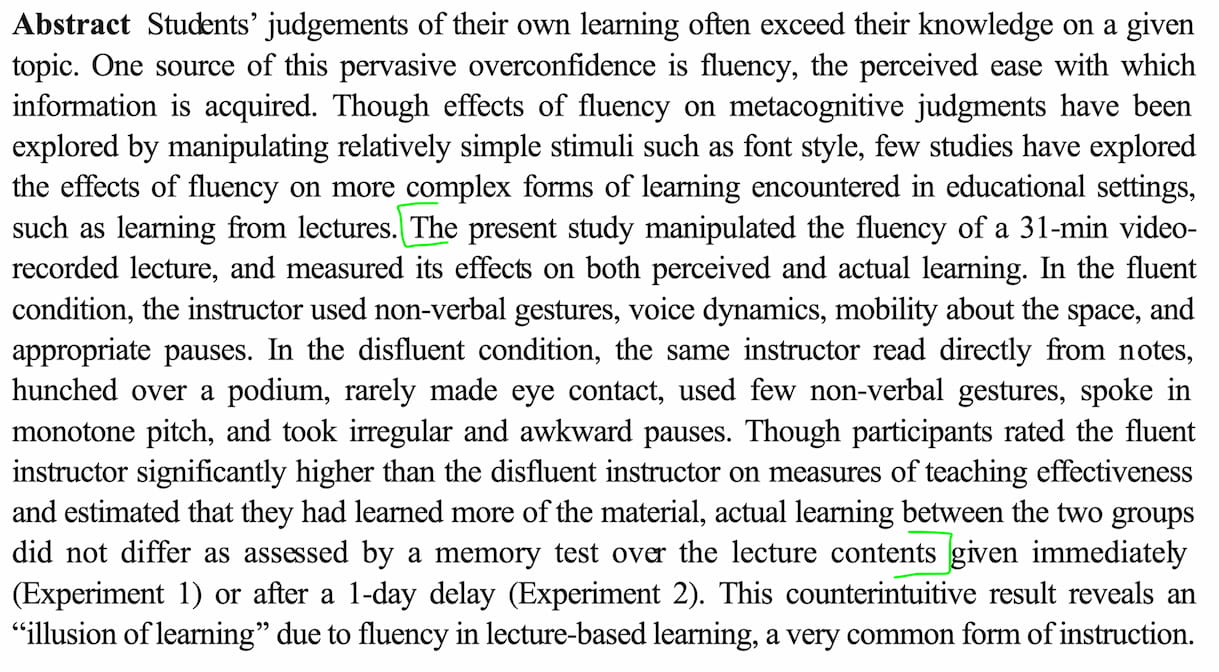 Abstract Students’ judgements of their own learning often exceed their knowledge on a given
topic. One source of this pervasive overconfidence is fluency, the perceived ease with which
information is acquired. Though effects of fluency on metacognitive judgments have been
explored by manipulating relatively simple stimuli such as font style, few studies have explored
the effects of fluency on more complex forms of learning encountered in educational settings,
such as learning from lectures. The present study manipulated the fluency of a 31-min video-
recorded lecture, and measured its effects on both perceived and actual learning. In the fluent
condition, the instructor used non-verbal gestures, voice dynamics, mobility about the space, and
appropriate pauses. In the disfluent condition, the same instructor read directly from notes,
hunched over a podium, rarely made eye contact, used few non-verbal gestures, spoke in
monotone pitch, and took irregular and awkward pauses. Though participants rated the fluent
instructor significantly higher than the disfluent instructor on measures of teaching effectiveness
and estimated that they had learned more of the material, actual learning between the two groups
did not differ as assessed by a memory test over the lecture contents given immediately
(Experiment 1) or after a 1-day delay (Experiment 2). This counterintuitive result reveals an
“illusion of learning” due to fluency in lecture-based learning, a very common form of instruction.